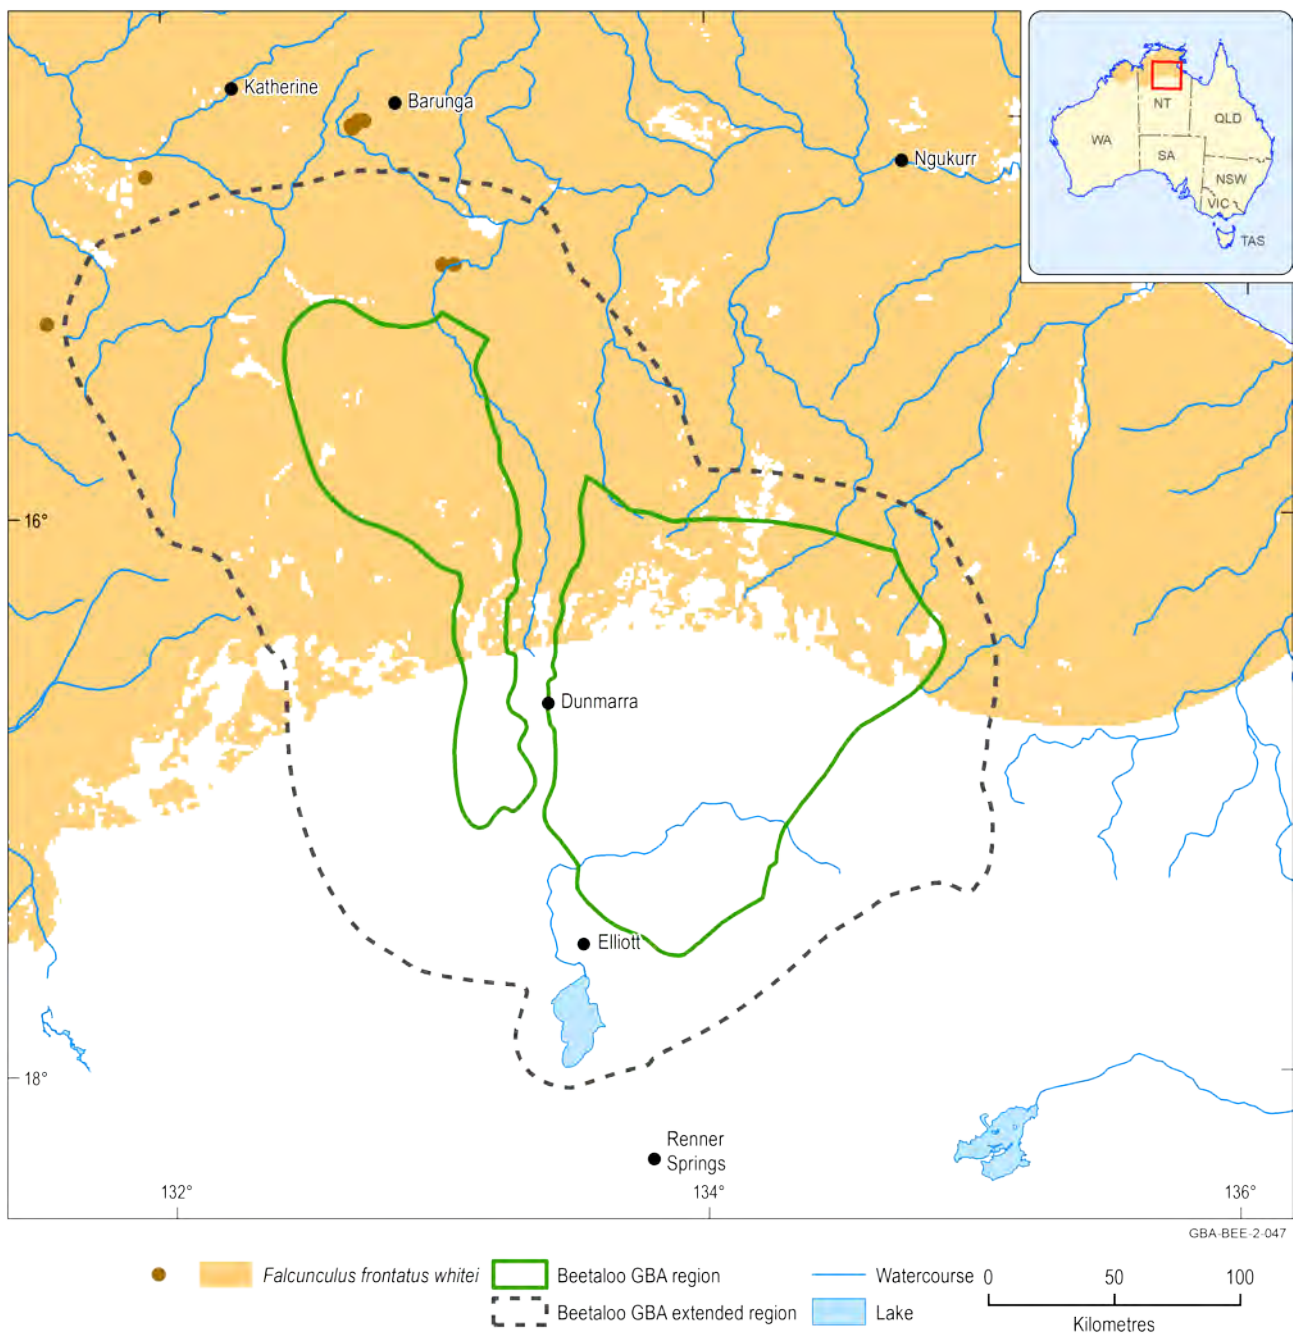 Katherine
Barunga
Ngukurr
NT
QLD
WA
SA
NSW
VIC
TAS
16°
Dunmarra
Elliott
18°
Renner
Springs
132°
134°
136°
GBA-BEE-2-047
Falcunculus frontatus whitei
Beetaloo GBA region
Watercourse
0 50 100
Beetaloo GBA extended region
Lake
Kilometres